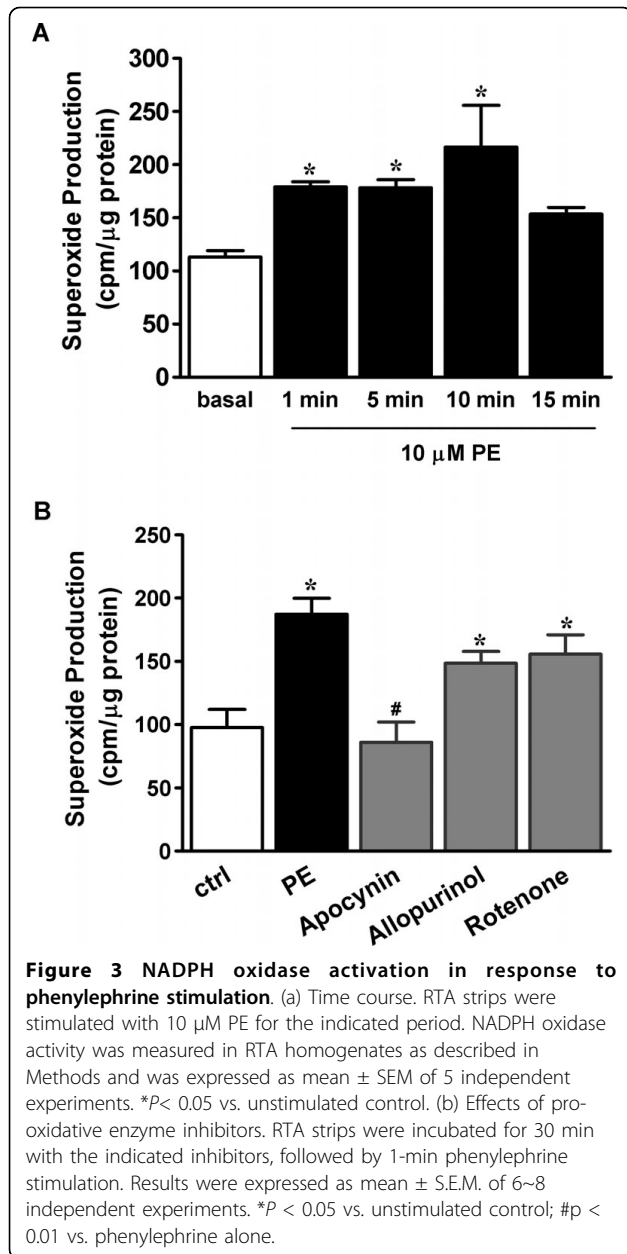 A
Superoxide Production
(cpm/μg protein)
300
250
200
150
100
50
0
*
*
*
basal
1 min
5 min
10 min
15 min
10 μM PE
B
Superoxide Production
(cpm/μg protein)
250
200
150
100
50
0
*
#
*
*
ctrl
PE
Apocynin
Allopurinol
Rotenone
Figure 3 NADPH oxidase activation in response to
phenylephrine stimulation. (a) Time course. RTA strips were
stimulated with 10 μM PE for the indicated period. NADPH oxidase
activity was measured in RTA homogenates as described in
Methods and was expressed as mean ± SEM of 5 independent
experiments. *P< 0.05 vs. unstimulated control. (b) Effects of pro-
oxidative enzyme inhibitors. RTA strips were incubated for 30 min
with the indicated inhibitors, followed by 1-min phenylephrine
stimulation. Results were expressed as mean ± S.E.M. of 6~8
independent experiments. *P < 0.05 vs. unstimulated control; #p <
0.01 vs. phenylephrine alone.